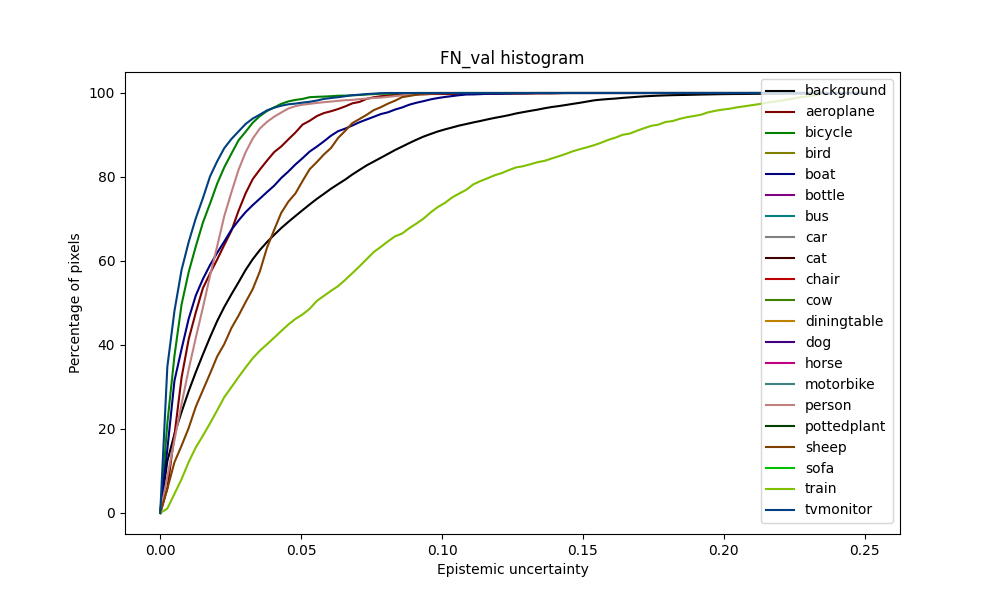 FN_val histogram
Percentage of pixels
100
80
60
40
20
0
0.00
0.05
0.10
0.15
0.20
0.25
Epistemic uncertainty
background
aeroplane
bicycle
bird
boat
bottle
bus
car
cat
chair
cow
diningtable
dog
horse
motorbike
person
pottedplant
sheep
sofa
train
tvmonitor